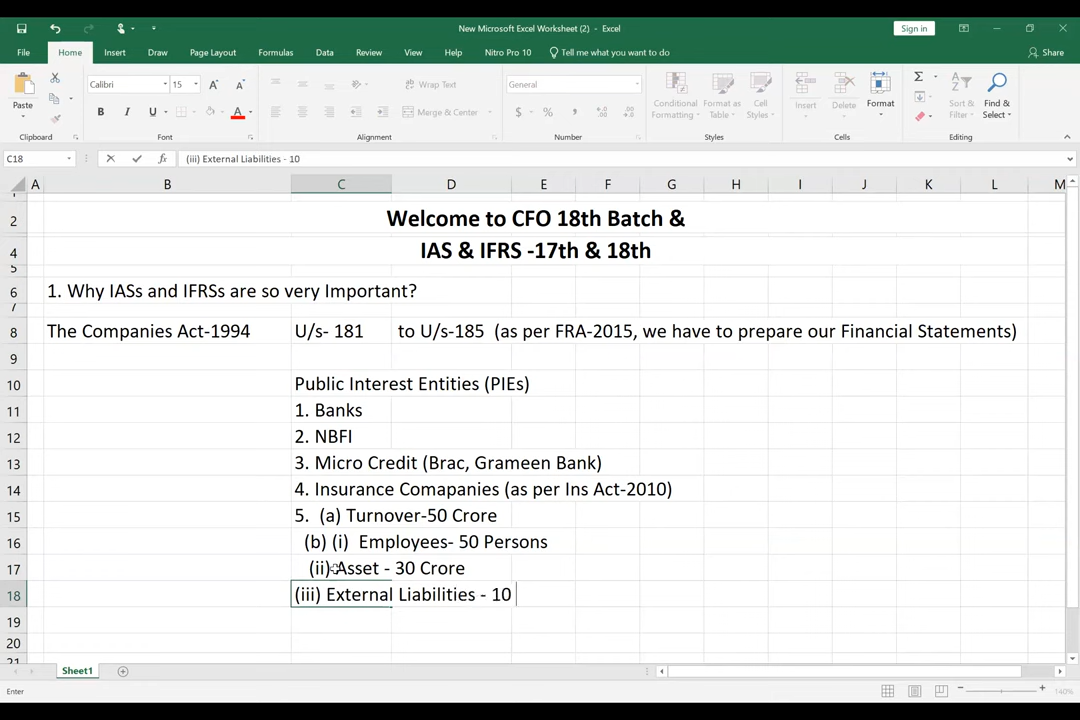 New Microsoft Excel Worksheet (2) - Excel
Sign in
File Home Insert Draw Page Layout Formulas Data Review View Help Nitro Pro 10 Tell me what you want to do Share
Paste
Calibri 15
B I U
Wrap Text
Merge & Center
General
$ %
Conditional Formatting
Format as Table
Cell Styles
Insert Delete Format
Sort & Filter
Find & Select
Clipboard Font Alignment Number Styles Cells Editing
C18 fx (iii) External Liabilities - 10
A B C D E F G H I J K L M
2 Welcome to CFO 18th Batch &
4 IAS & IFRS -17th & 18th
5
6 1. Why IASs and IFRSs are so very Important?
7
8 The Companies Act-1994 U/s- 181 to U/s-185 (as per FRA-2015, we have to prepare our Financial Statements)
9
10 Public Interest Entities (PIEs)
11 1. Banks
12 2. NBFI
13 3. Micro Credit (Brac, Grameen Bank)
14 4. Insurance Comapanies (as per Ins Act-2010)
15 5. (a) Turnover-50 Crore
16 (b) (i) Employees- 50 Persons
17 (ii) Asset - 30 Crore
18 (iii) External Liabilities - 10
19
20
21
Sheet1
Enter
140%